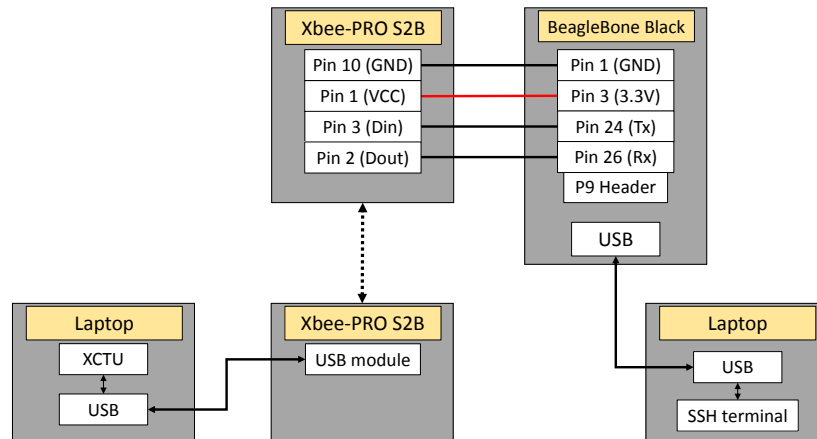 Xbee-PRO S2B
Pin 10 (GND)
Pin 1 (VCC)
Pin 3 (Din)
Pin 2 (Dout)
BeagleBone Black
Pin 1 (GND)
Pin 3 (3.3V)
Pin 24 (Tx)
Pin 26 (Rx)
P9 Header
USB
Laptop
XCTU
USB
Xbee-PRO S2B
USB module
Laptop
USB
SSH terminal